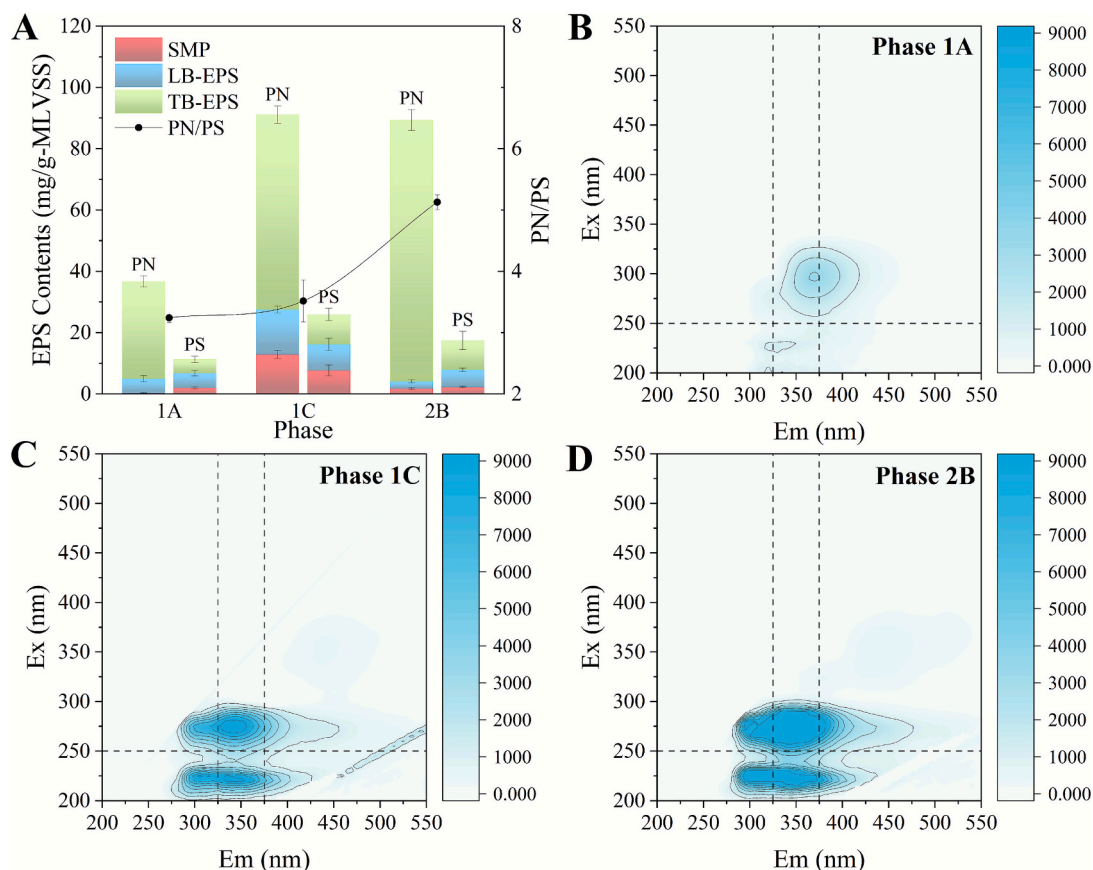 A
EPS Contents (mg/g-MLVSS)
120
100
80
60
40
20
0
SMP
LB-EPS
TB-EPS
PN/PS
PN
PS
PN
PS
PN
PS
1A
1C
2B
Phase
8
6
4
2
PN/PS
B
Phase 1A
Ex (nm)
550
500
450
400
350
300
250
200
200 250 300 350 400 450 500 550
Em (nm)
9000
8000
7000
6000
5000
4000
3000
2000
1000
0.000
C
Phase 1C
Ex (nm)
550
500
450
400
350
300
250
200
200 250 300 350 400 450 500 550
Em (nm)
9000
8000
7000
6000
5000
4000
3000
2000
1000
0.000
D
Phase 2B
Ex (nm)
550
500
450
400
350
300
250
200
200 250 300 350 400 450 500 550
Em (nm)
9000
8000
7000
6000
5000
4000
3000
2000
1000
0.000